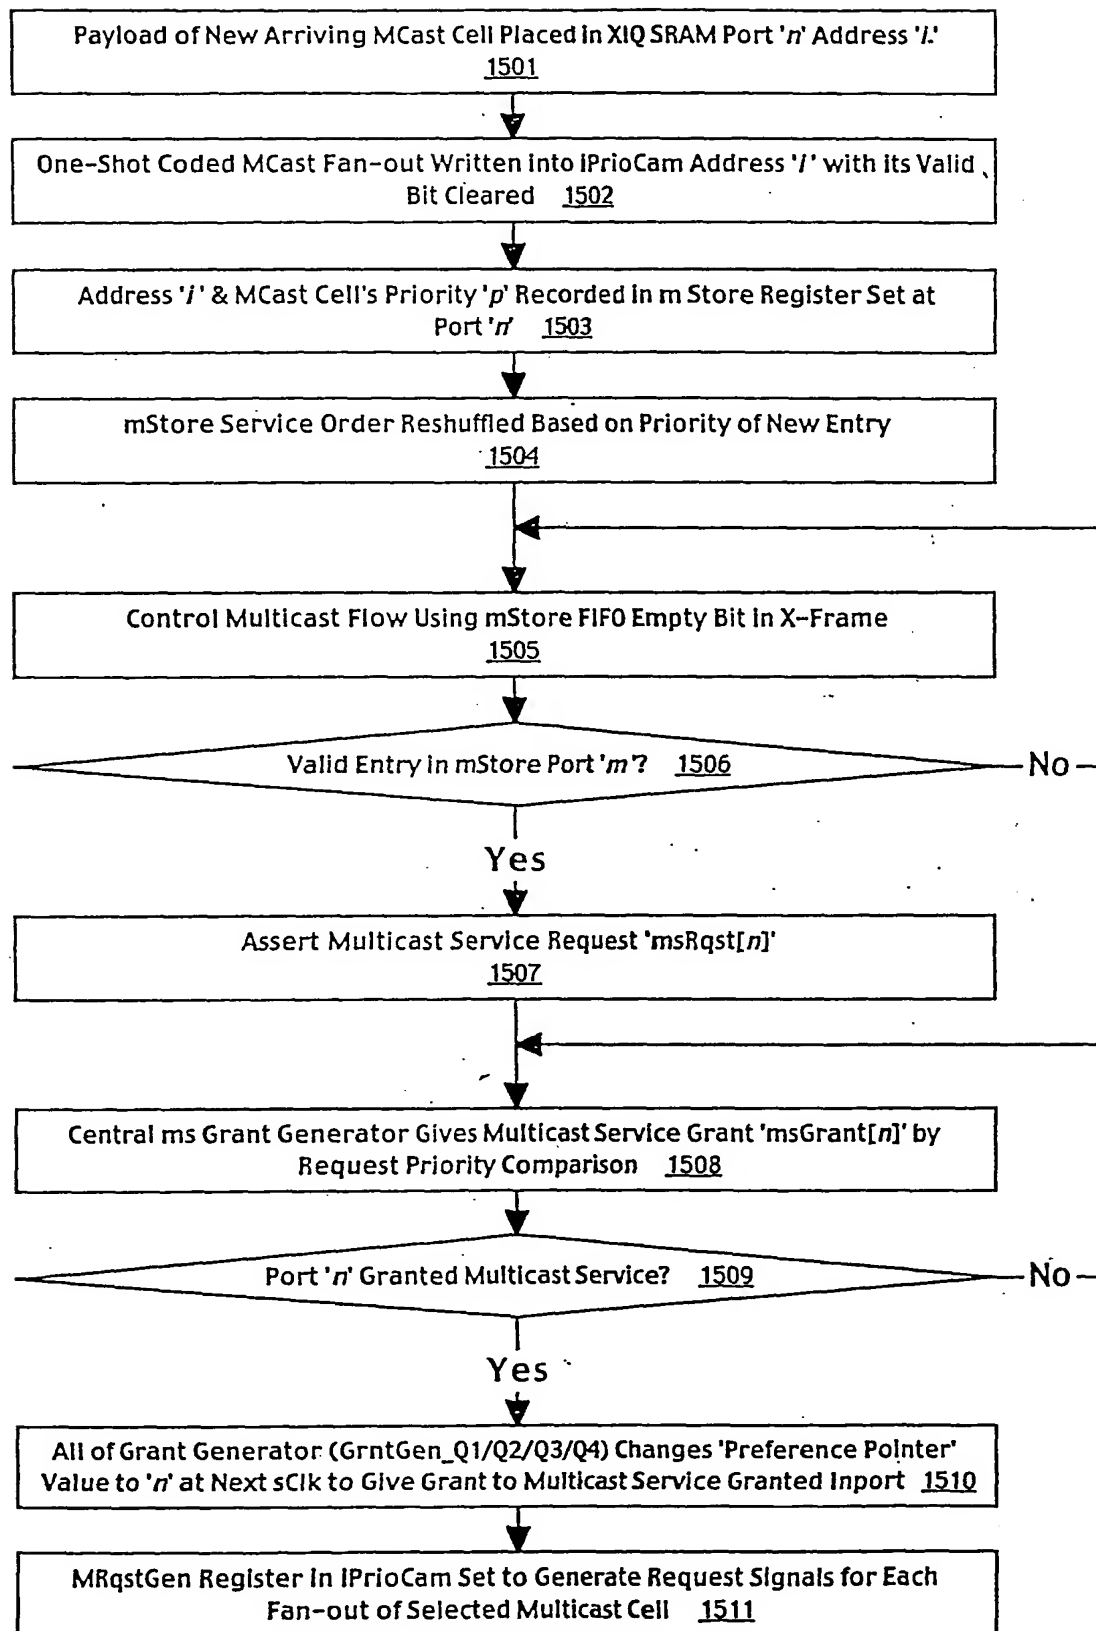 Payload of New Arriving MCast Cell Placed in XIQ SRAM Port 'n' Address 'i.'
1501
One-Shot Coded MCast Fan-out Written into iPrioCam Address 'i' with its Valid
Bit Cleared 1502
Address 'i' & MCast Cell's Priority 'p' Recorded in m Store Register Set at
Port 'n' 1503
mStore Service Order Reshuffled Based on Priority of New Entry
1504
Control Multicast Flow Using mStore FIFO Empty Bit in X-Frame
1505
Valid Entry in mStore Port 'm'? 1506
No
Yes
Assert Multicast Service Request 'msRqst[n]'
1507
Central ms Grant Generator Gives Multicast Service Grant 'msGrant[n]' by
Request Priority Comparison 1508
Port 'n' Granted Multicast Service? 1509
No
Yes
All of Grant Generator (GrntGen_Q1/Q2/Q3/Q4) Changes 'Preference Pointer'
Value to 'n' at Next sClk to Give Grant to Multicast Service Granted Inport 1510
MRqstGen Register in iPrioCam Set to Generate Request Signals for Each
Fan-out of Selected Multicast Cell 1511